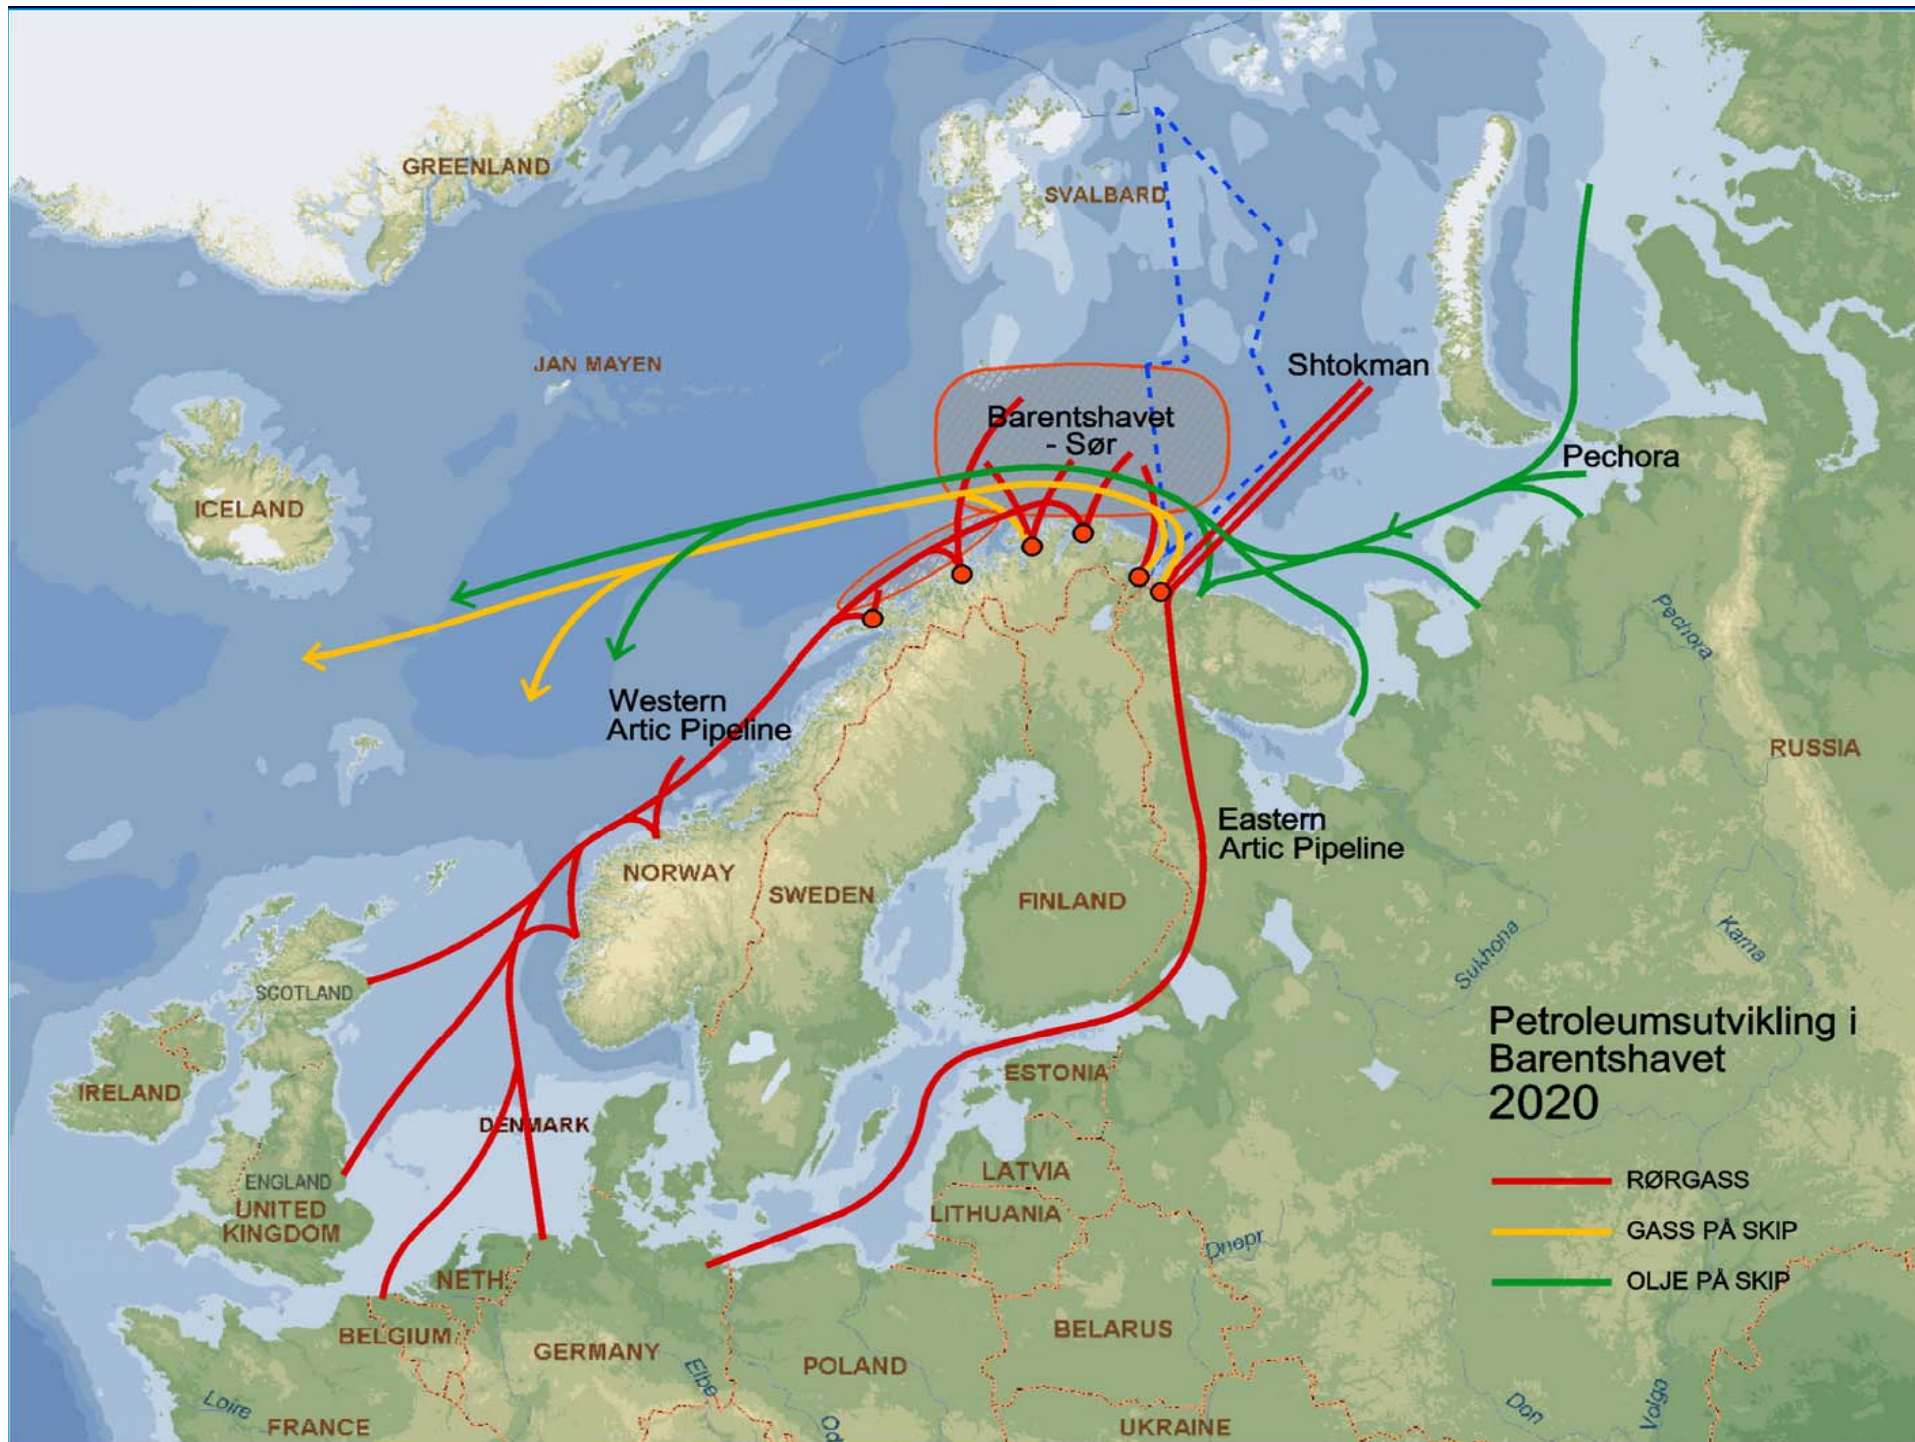 GREENLAND
SVALBARD
JAN MAYEN
Shtokman
Barentshavet
- Sør
Pechora
ICELAND
Pechora
Western
Artic Pipeline
RUSSIA
Eastern
Artic Pipeline
NORWAY
SWEDEN
FINLAND
Sukhona
Kama
SCOTLAND
Petroleumsutvikling i
Barentshavet
2020
IRELAND
ESTONIA
DENMARK
ENGLAND
UNITED
KINGDOM
LATVIA
LITHUANIA
RØRGASS
GASS PÅ SKIP
OLJE PÅ SKIP
Dnepr
NETH.
BELGIUM
GERMANY
POLAND
BELARUS
Elbe
Loire
FRANCE
Od
UKRAINE
Don
Volga